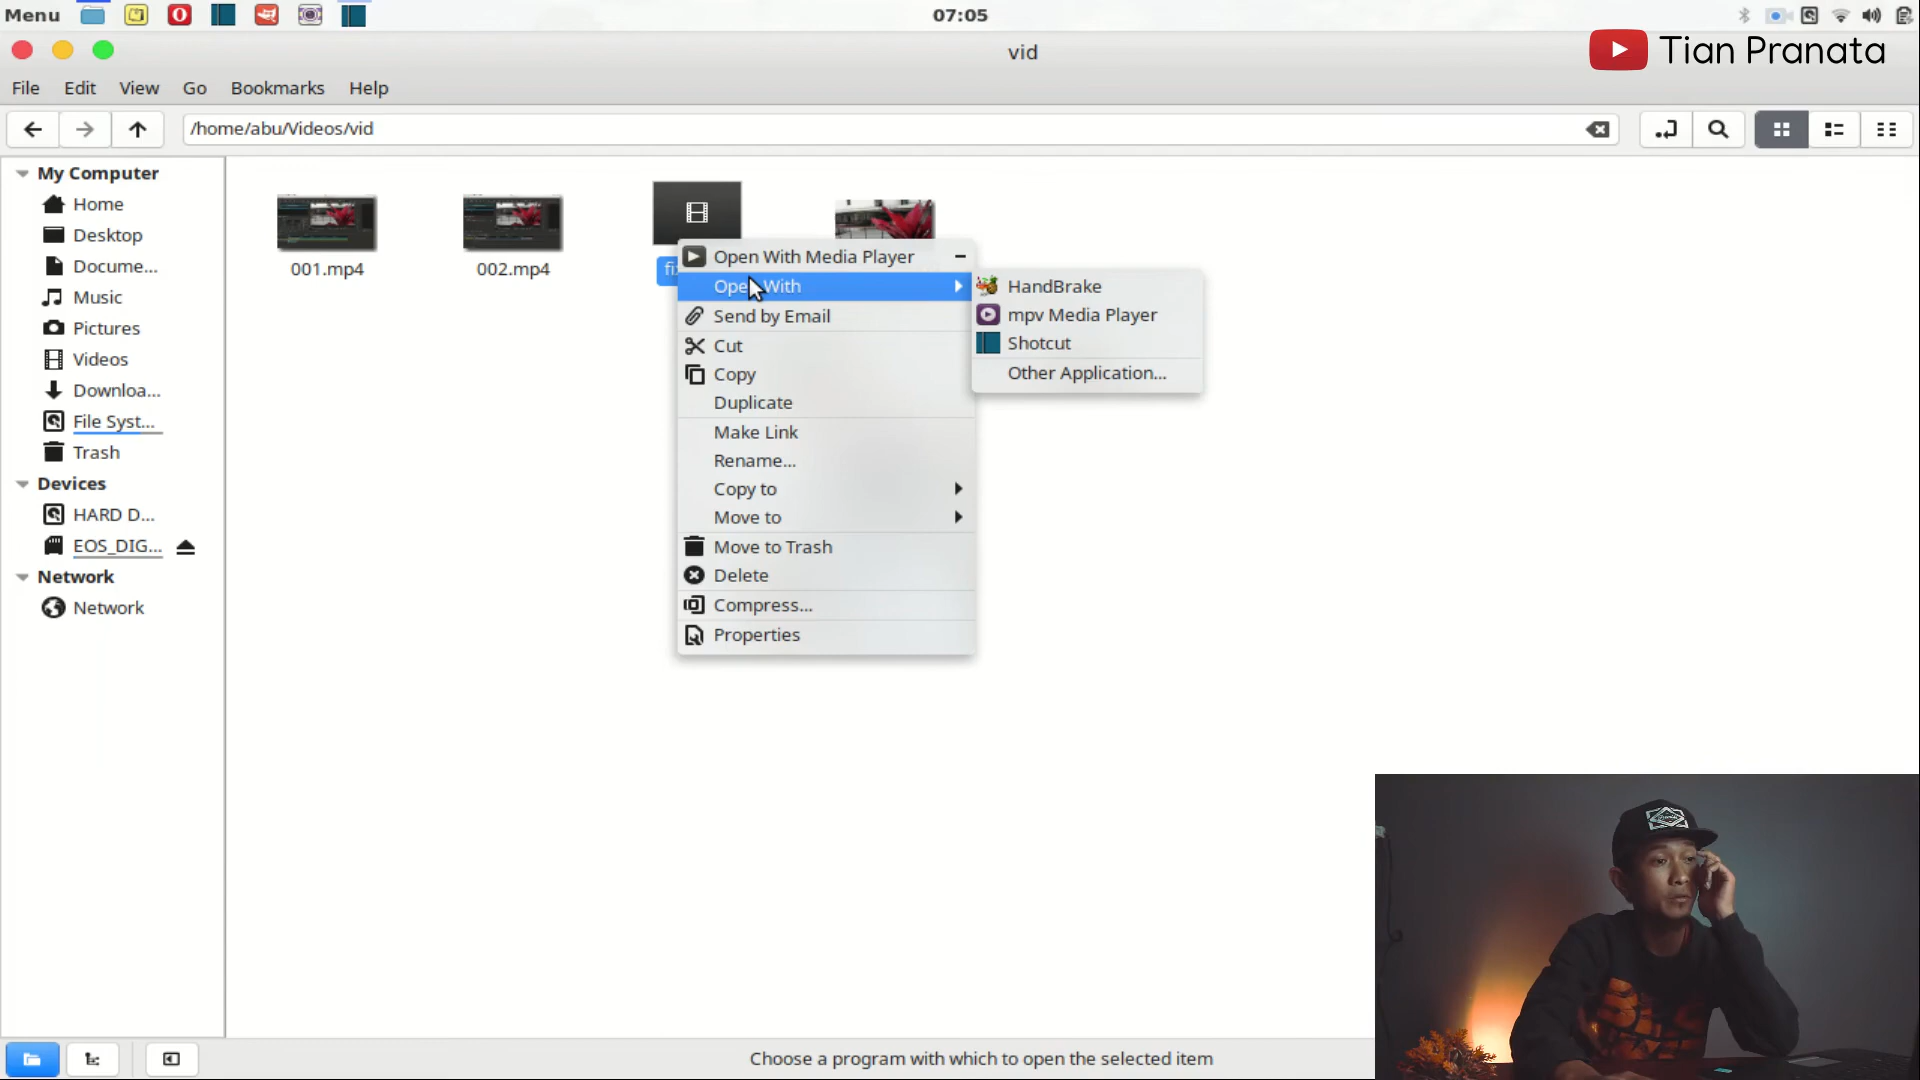 Menu
07:05
vid
Tian Pranata
File Edit View Go Bookmarks Help
/home/abu/Videos/vid
My Computer
Home
Desktop
Docume...
Music
Pictures
Videos
Downloa...
File Syst...
Trash
Devices
HARD D...
EOS_DIG...
Network
Network
001.mp4
002.mp4
Open With Media Player
Open With
Send by Email
Cut
Copy
Duplicate
Make Link
Rename...
Copy to
Move to
Move to Trash
Delete
Compress...
Properties
HandBrake
mpv Media Player
Shotcut
Other Application...
Choose a program with which to open the selected item